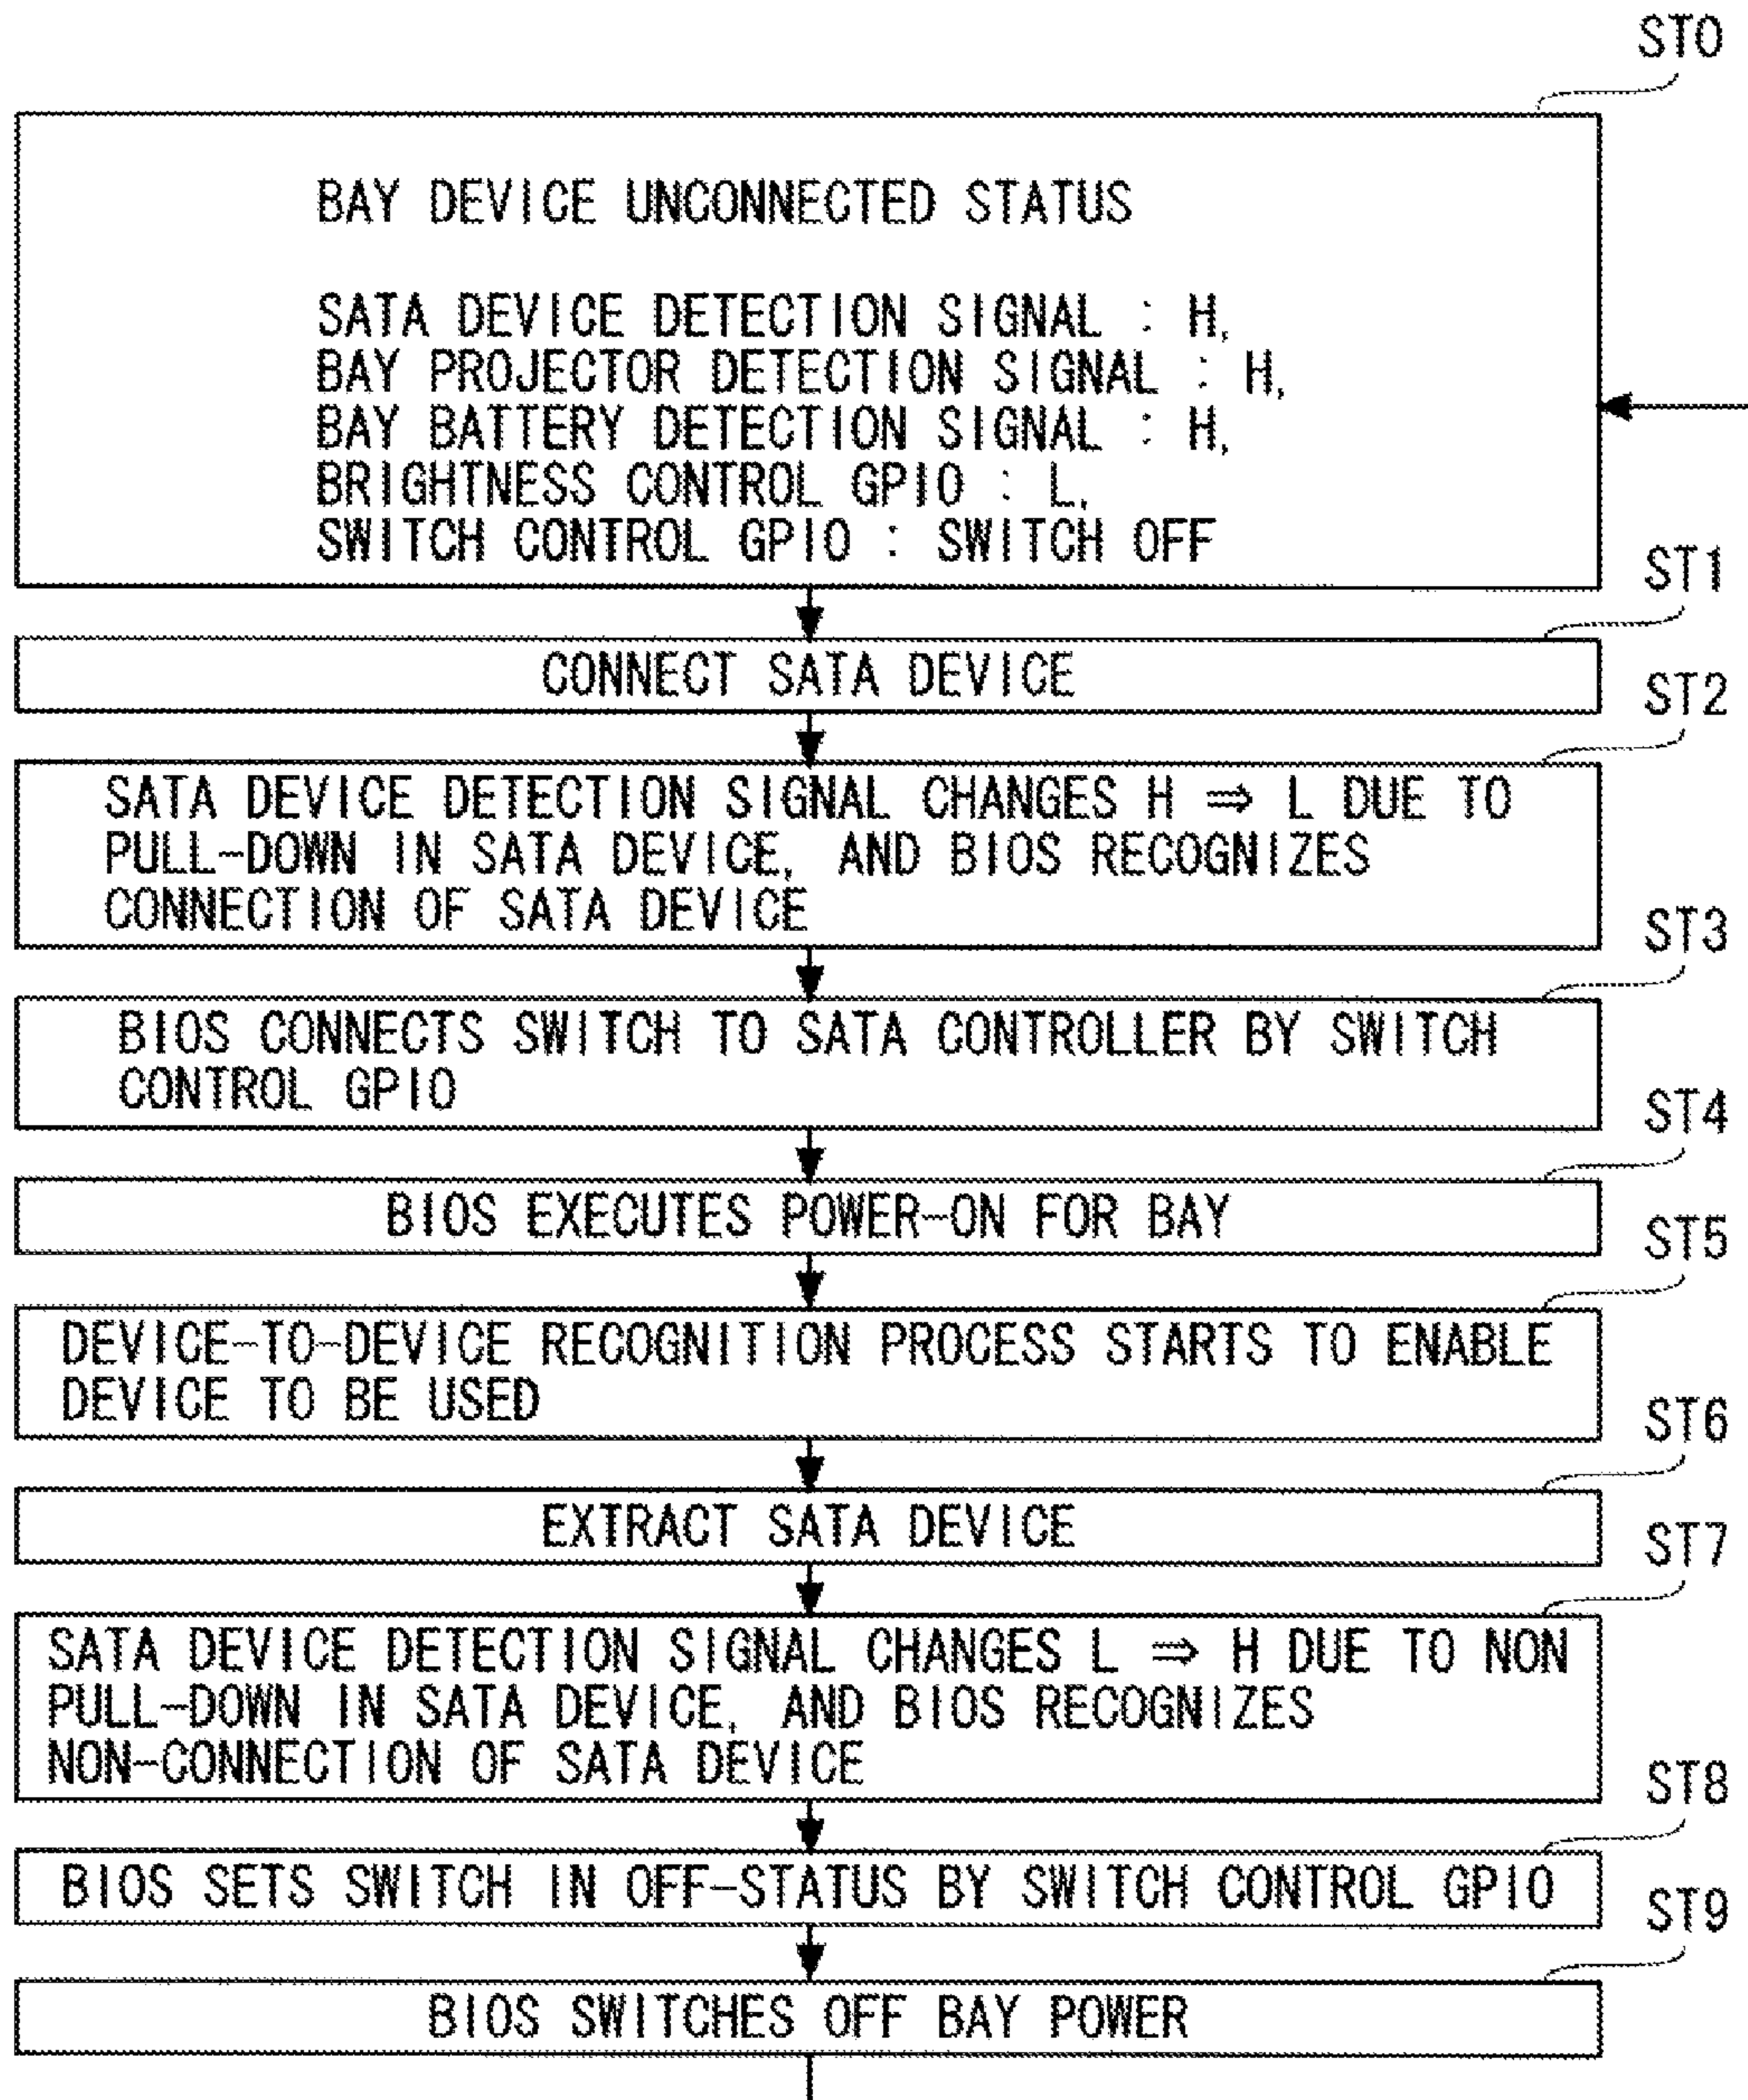 ST0
BAY DEVICE UNCONNECTED STATUS
SATA DEVICE DETECTION SIGNAL : H,
BAY PROJECTOR DETECTION SIGNAL : H,
BAY BATTERY DETECTION SIGNAL : H,
BRIGHTNESS CONTROL GPIO : L,
SWITCH CONTROL GPIO : SWITCH OFF
ST1
CONNECT SATA DEVICE
ST2
SATA DEVICE DETECTION SIGNAL CHANGES H ⇒ L DUE TO
PULL-DOWN IN SATA DEVICE, AND BIOS RECOGNIZES
CONNECTION OF SATA DEVICE
ST3
BIOS CONNECTS SWITCH TO SATA CONTROLLER BY SWITCH
CONTROL GPIO
ST4
BIOS EXECUTES POWER-ON FOR BAY
ST5
DEVICE-TO-DEVICE RECOGNITION PROCESS STARTS TO ENABLE
DEVICE TO BE USED
ST6
EXTRACT SATA DEVICE
ST7
SATA DEVICE DETECTION SIGNAL CHANGES L ⇒ H DUE TO NON
PULL-DOWN IN SATA DEVICE, AND BIOS RECOGNIZES
NON-CONNECTION OF SATA DEVICE
ST8
BIOS SETS SWITCH IN OFF-STATUS BY SWITCH CONTROL GPIO
ST9
BIOS SWITCHES OFF BAY POWER